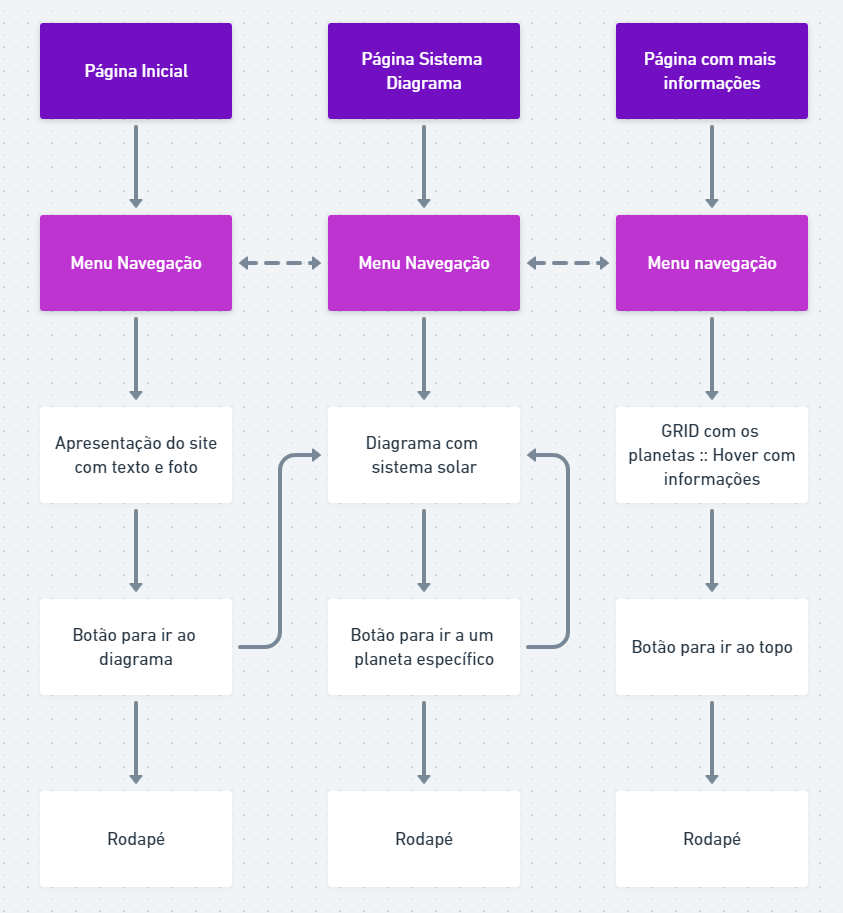 Página Inicial
Página Sistema
Diagrama
Página com mais
informações
Menu Navegação
Menu Navegação
Menu navegação
Apresentação do site
com texto e foto
Diagrama com
sistema solar
GRID com os
planetas :: Hover com
informações
Botão para ir ao
diagrama
Botão para ir a um
planeta específico
Botão para ir ao topo
Rodapé
Rodapé
Rodapé